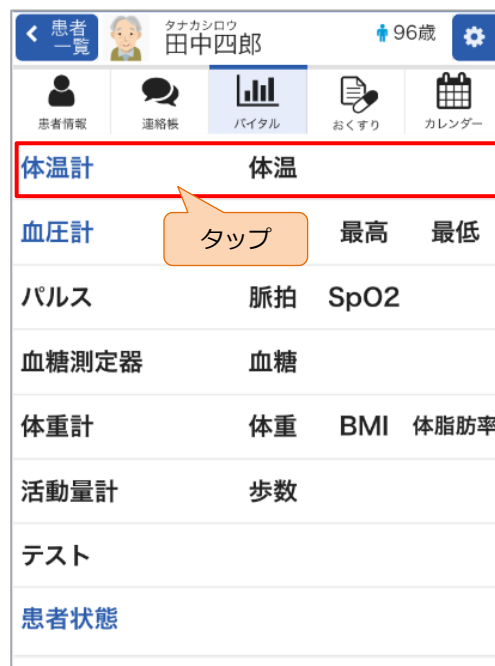 患者
一覧
タナカシロウ
田中四郎
96歳
患者情報
連絡帳
バイタル
おくすり
カレンダー
体温計 体温
タップ
血圧計 最高 最低
パルス 脈拍 SpO2
血糖測定器 血糖
体重計 体重 BMI 体脂肪率
活動量計 歩数
テスト
患者状態